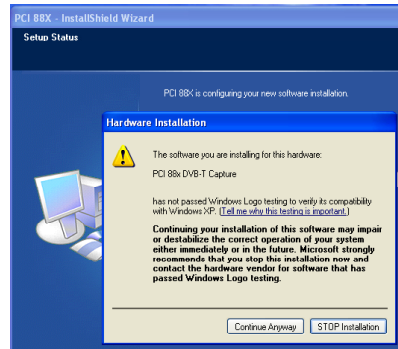 PCI 88X - InstallShield Wizard
Setup Status
PCI 88X is configuring your new software installation.
Hardware Installation
The software you are installing for this hardware:
PCI 88x DVB-T Capture
has not passed Windows Logo testing to verify its compatibility
with Windows XP. (Tell me why this testing is important.)
Continuing your installation of this software may impair
or destabilize the correct operation of your system
either immediately or in the future. Microsoft strongly
recommends that you stop this installation now and
contact the hardware vendor for software that has
passed Windows Logo testing.
Continue Anyway
STOP Installation